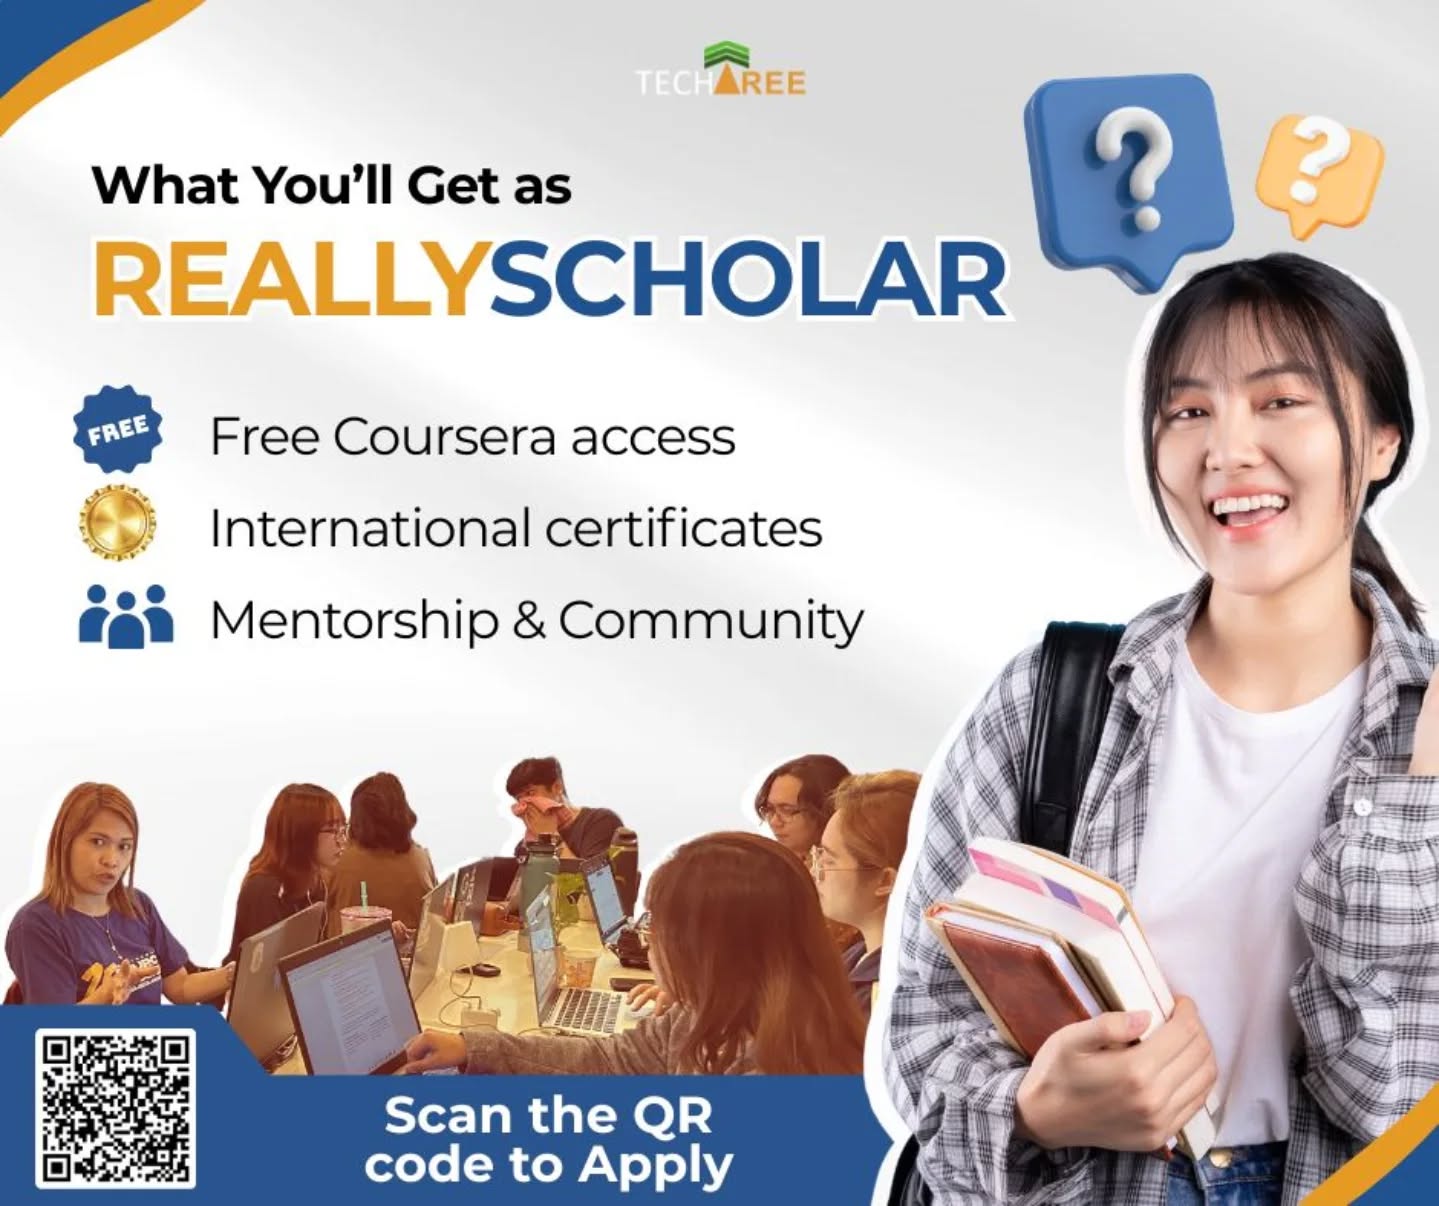 TECHTREE
What You'll Get as
REALLYSCHOLAR
FREE
Free Coursera access
International certificates
Mentorship & Community
Scan the QR
code to Apply